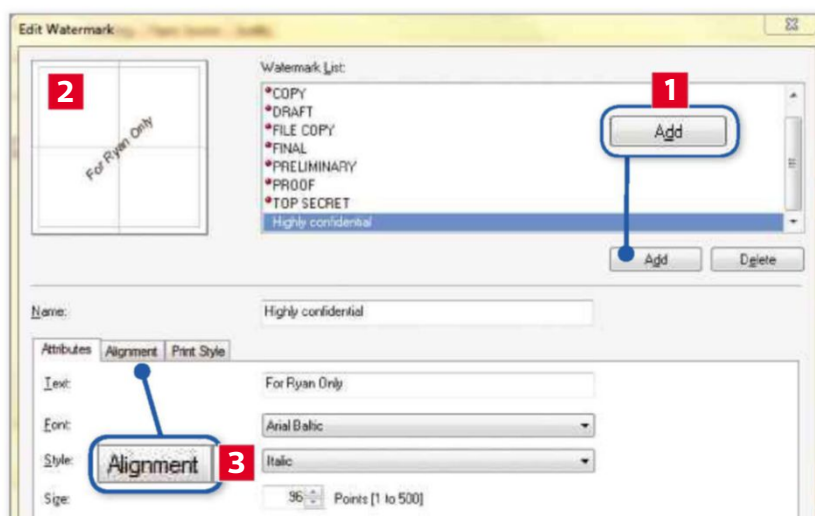 Edit Watermark
2
For Ryan Only
Watermark List:
COPY
DRAFT
FILE COPY
FINAL
PRELIMINARY
PROOF
TOP SECRET
Highly confidential
1
Add
Add
Delete
Name:
Highly confidential
Attributes
Alignment
Print Style
Text:
For Ryan Only
Font:
Arial Baltic
Style:
Italic
Alignment
3
Size:
96
Points [1 to 500]